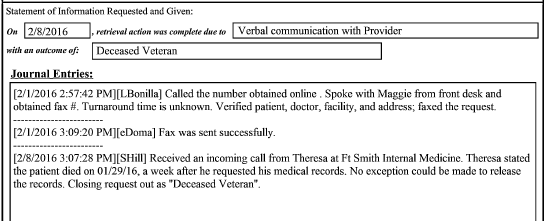 Statement of Information Requested and Given:
On 2/8/2016 , retrieval action was complete due to Verbal communication with Provider
with an outcome of: Deceased Veteran
Journal Entries:
[2/1/2016 2:57:42 PM][LBonilla] Called the number obtained online . Spoke with Maggie from front desk and
obtained fax #. Turnaround time is unknown. Verified patient, doctor, facility, and address; faxed the request.
------------------------
[2/1/2016 3:09:20 PM][eDoma] Fax was sent successfully.
------------------------
[2/8/2016 3:07:28 PM][SHill] Received an incoming call from Theresa at Ft Smith Internal Medicine. Theresa stated
the patient died on 01/29/16, a week after he requested his medical records. No exception could be made to release
the records. Closing request out as "Deceased Veteran".